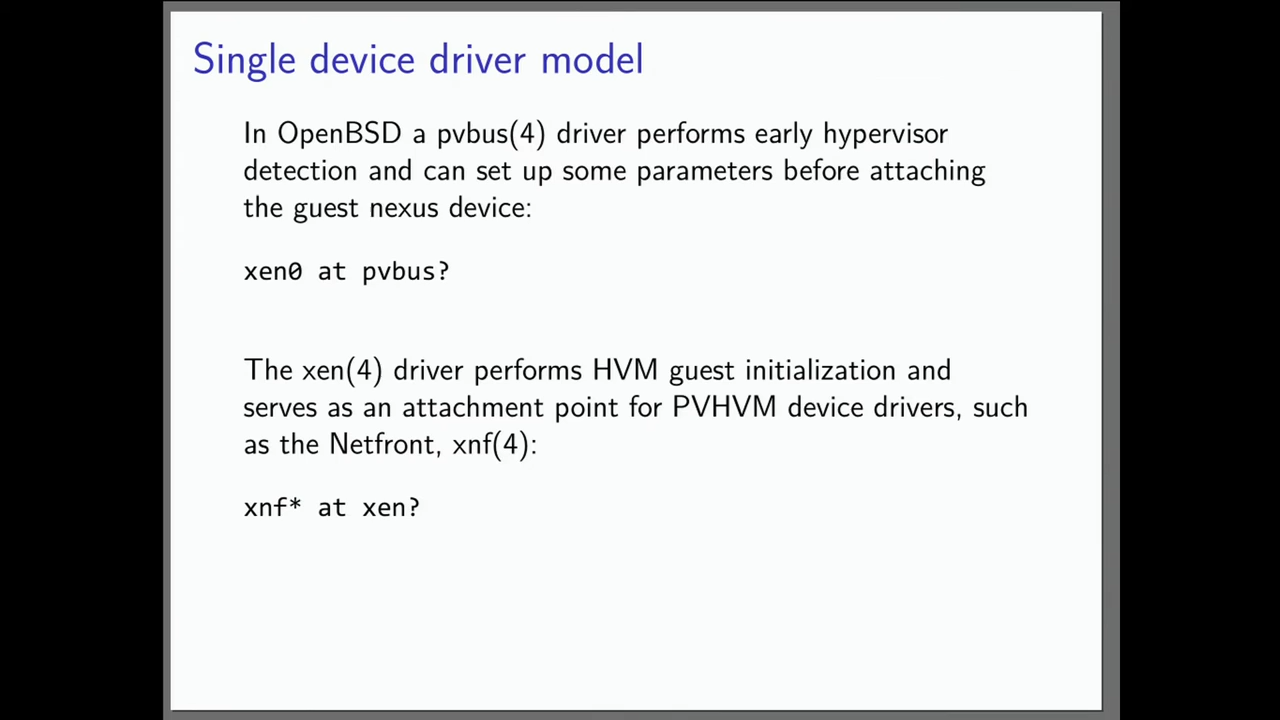 Single device driver model
In OpenBSD a pvbus(4) driver performs early hypervisor
detection and can set up some parameters before attaching
the guest nexus device:
xen0 at pvbus?
The xen(4) driver performs HVM guest initialization and
serves as an attachment point for PVHVM device drivers, such
as the Netfront, xnf(4):
xnf* at xen?